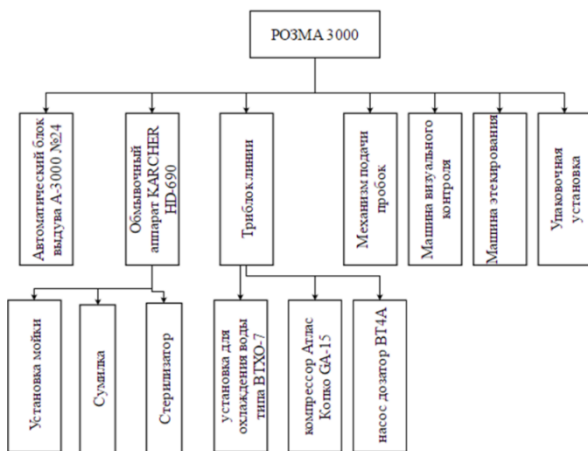 РОЗМА 3000
Автоматический блок
выдува А-3000 №24
Обмывочный
аппарат KARCHER
HD-690
Триблок линии
Механизм подачи
пробок
Машина визуального
контроля
Машина этекирования
Упаковочная
установка
Установка мойки
Сумилка
Стерилизатор
установка для
охлаждения воды
типа ВТХО-7
компрессор Атлас
Копко GA-15
насос дозатор ВТ4А